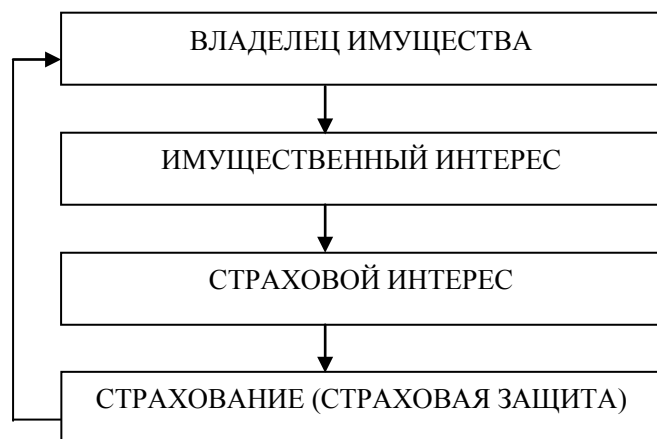 ВЛАДЕЛЕЦ ИМУЩЕСТВА
ИМУЩЕСТВЕННЫЙ ИНТЕРЕС
СТРАХОВОЙ ИНТЕРЕС
СТРАХОВАНИЕ (СТРАХОВАЯ ЗАЩИТА)